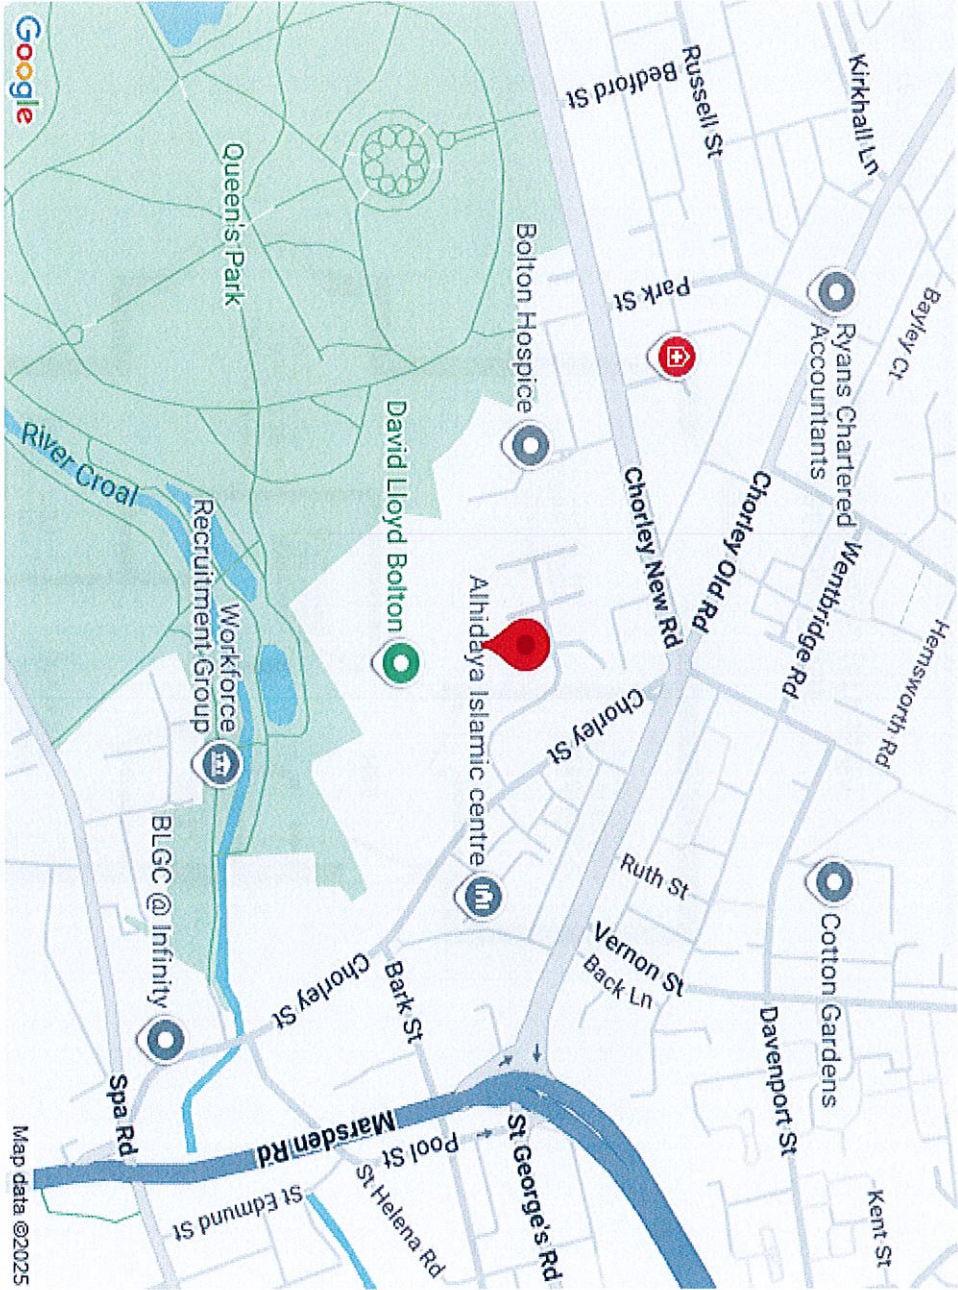 Kirkhall Ln
Russell St
Bedford St
Bayley Ct
Ryans Chartered
Accountants
Park St
Bolton Hospice
Queen's Park
Hemsworth Rd
Wentbridge Rd
Chorley Old Rd
Chorley New Rd
David Lloyd Bolton
River Croal
Alhidaya Islamic centre
Chorley St
Workforce
Recruitment Group
Cotton Gardens
Ruth St
Vernon St
Back Ln
BLGC @ Infinity
Chorley St
Bark St
Davenport St
Kent St
Spa Rd
Marsden Rd
Pool St
St George's Rd
St Helena Rd
St Edmund St
Google
Map data ©2025